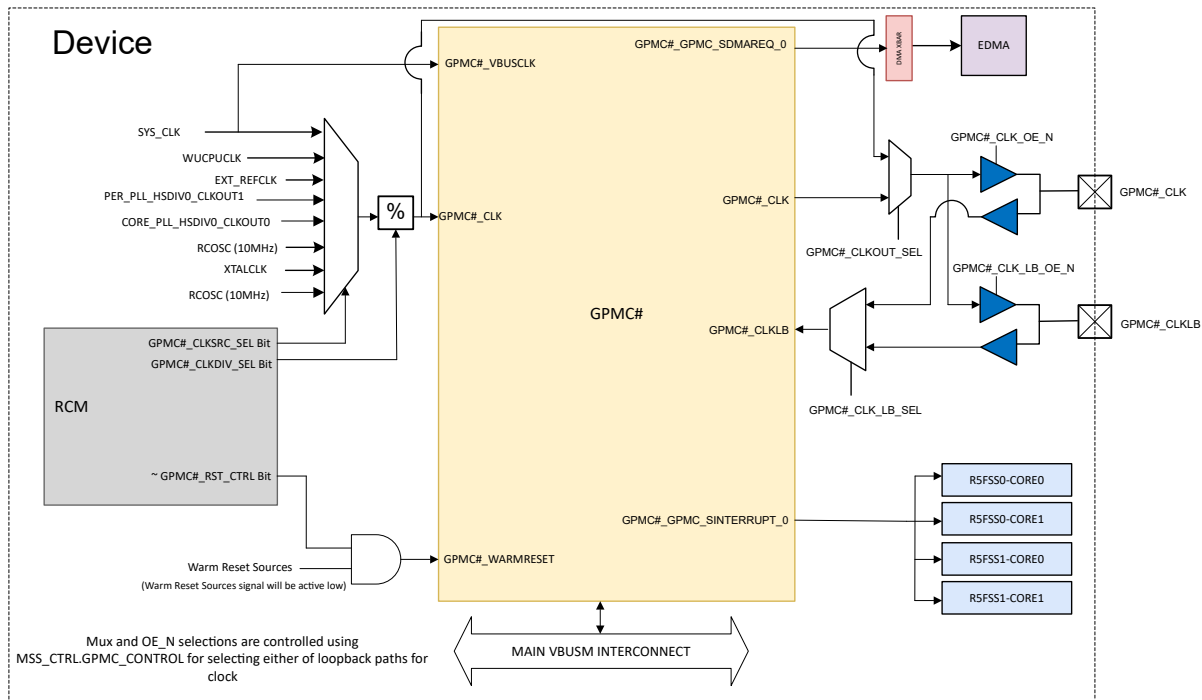 Device
GPMC#_GPMC_SDMAREQ_0
DMA XBAR
EDMA
GPMC#_VBUSCLK
SYS_CLK
WUCPUCLK
EXT_REFCLK
PER_PLL_HSDIV0_CLKOUT1
CORE_PLL_HSDIV0_CLKOUT0
RCOSC (10MHz)
XTALCLK
RCOSC (10MHz)
%
GPMC#_CLK
GPMC#_CLK
GPMC#_CLKOUT_SEL
GPMC#_CLK_OE_N
GPMC#_CLK
GPMC#_CLK_LB_OE_N
GPMC#
GPMC#_CLKLB
GPMC#_CLKLB
GPMC#_CLK_LB_SEL
GPMC#_CLKSRC_SEL Bit
GPMC#_CLKDIV_SEL Bit
RCM
~ GPMC#_RST_CTRL Bit
GPMC#_GPMC_SINTERRUPT_0
R5FSS0-CORE0
R5FSS0-CORE1
R5FSS1-CORE0
R5FSS1-CORE1
GPMC#_WARMRESET
Warm Reset Sources
(Warm Reset Sources signal will be active low)
Mux and OE_N selections are controlled using
MSS_CTRL.GPMC_CONTROL for selecting either of loopback paths for
clock
MAIN VBUSM INTERCONNECT